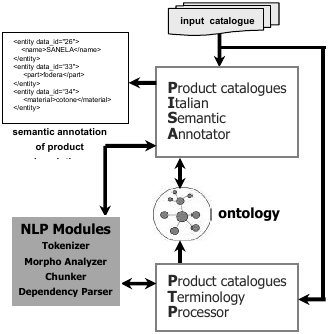 input catalogue
<entity data_id="26">
<name>SANELA</name>
</entity>
<entity data_id="33">
<part>fodera</part>
</entity>
<entity data_id="34">
<material>cotone</material>
</entity>
semantic annotation
of product
Product catalogues
Italian
Semantic
Annotator
ontology
NLP Modules
Tokenizer
Morpho Analyzer
Chunker
Dependency Parser
Product catalogues
Terminology
Processor